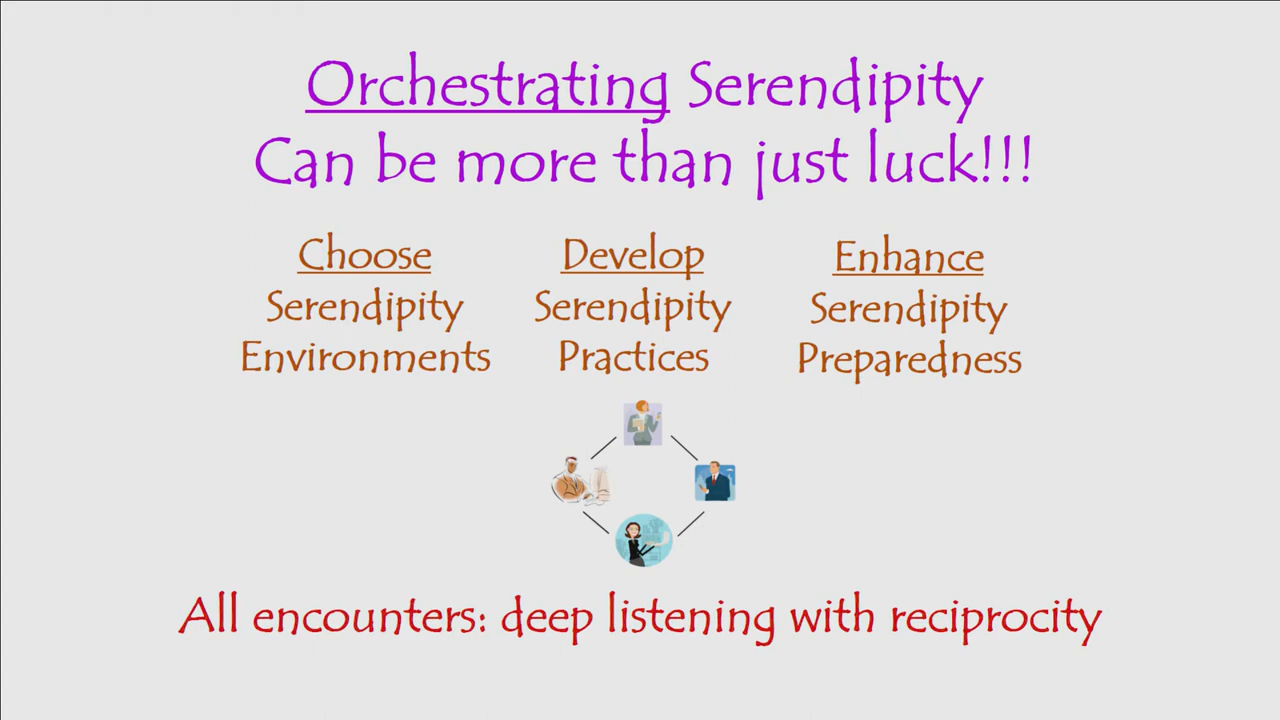 Orchestrating Serendipity
Can be more than just luck!!!
Choose
Serendipity
Environments
Develop
Serendipity
Practices
Enhance
Serendipity
Preparedness
All encounters: deep listening with reciprocity